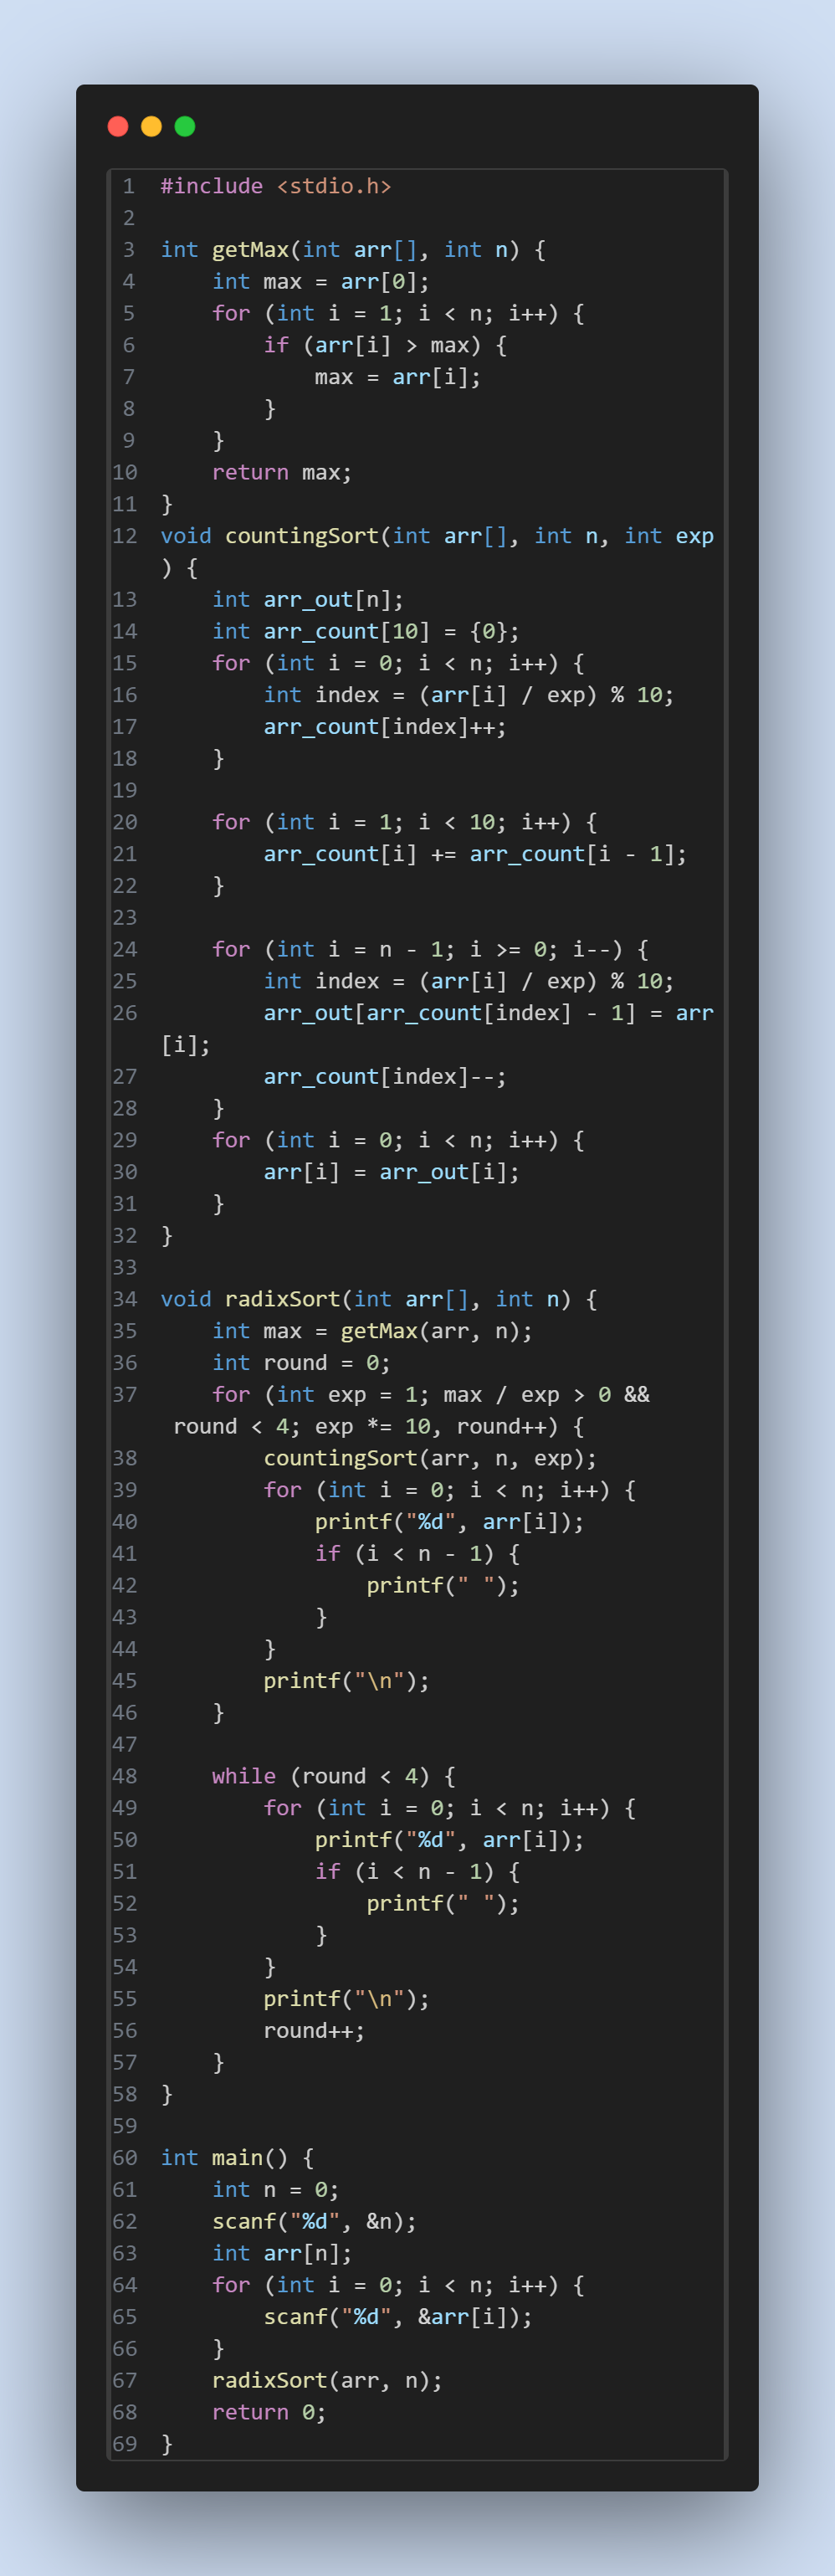 1 #include <stdio.h>
2
3 int getMax(int arr[], int n) {
4     int max = arr[0];
5     for (int i = 1; i < n; i++) {
6         if (arr[i] > max) {
7             max = arr[i];
8         }
9     }
10     return max;
11 }
12 void countingSort(int arr[], int n, int exp
) {
13     int arr_out[n];
14     int arr_count[10] = {0};
15     for (int i = 0; i < n; i++) {
16         int index = (arr[i] / exp) % 10;
17         arr_count[index]++;
18     }
19
20     for (int i = 1; i < 10; i++) {
21         arr_count[i] += arr_count[i - 1];
22     }
23
24     for (int i = n - 1; i >= 0; i--) {
25         int index = (arr[i] / exp) % 10;
26         arr_out[arr_count[index] - 1] = arr
[i];
27         arr_count[index]--;
28     }
29     for (int i = 0; i < n; i++) {
30         arr[i] = arr_out[i];
31     }
32 }
33
34 void radixSort(int arr[], int n) {
35     int max = getMax(arr, n);
36     int round = 0;
37     for (int exp = 1; max / exp > 0 &&
 round < 4; exp *= 10, round++) {
38         countingSort(arr, n, exp);
39         for (int i = 0; i < n; i++) {
40             printf("%d", arr[i]);
41             if (i < n - 1) {
42                 printf(" ");
43             }
44         }
45         printf("\n");
46     }
47
48     while (round < 4) {
49         for (int i = 0; i < n; i++) {
50             printf("%d", arr[i]);
51             if (i < n - 1) {
52                 printf(" ");
53             }
54         }
55         printf("\n");
56         round++;
57     }
58 }
59
60 int main() {
61     int n = 0;
62     scanf("%d", &n);
63     int arr[n];
64     for (int i = 0; i < n; i++) {
65         scanf("%d", &arr[i]);
66     }
67     radixSort(arr, n);
68     return 0;
69 }